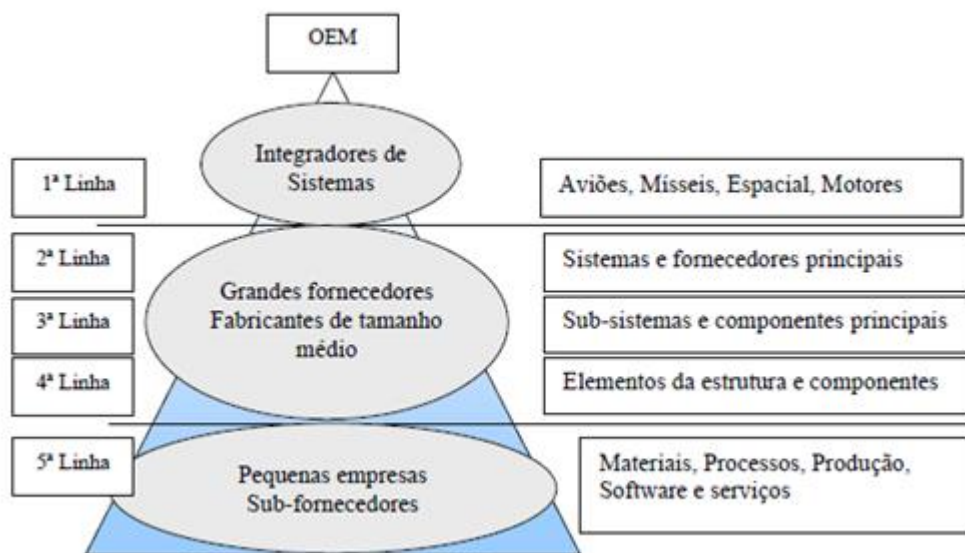 OEM
Integradores de
Sistemas
1ª Linha
Aviões, Mísseis, Espacial, Motores
2ª Linha
Sistemas e fornecedores principais
Grandes fornecedores
Fabricantes de tamanho
médio
3ª Linha
Sub-sistemas e componentes principais
4ª Linha
Elementos da estrutura e componentes
5ª Linha
Pequenas empresas
Sub-fornecedores
Materiais, Processos, Produção,
Software e serviços